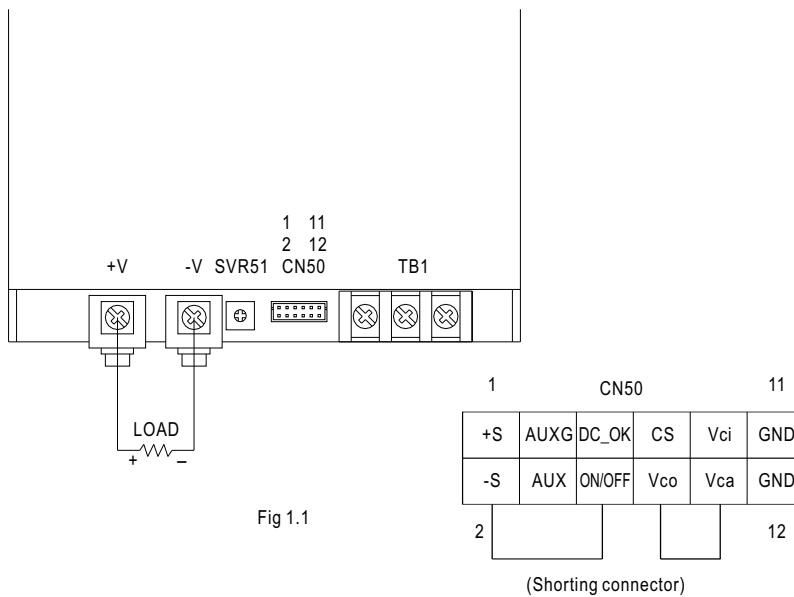 1 11
2 12
+V -V SVR51 CN50 TB1
LOAD
+ –
Fig 1.1
1 CN50 11
+S AUXG DC_OK CS Vci GND
-S AUX ON/OFF Vco Vca GND
2 12
(Shorting connector)